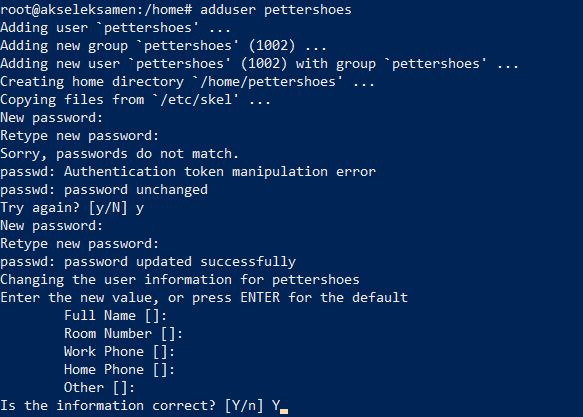 root@akseleksamen:/home# adduser pettershoes
Adding user `pettershoes' ...
Adding new group `pettershoes' (1002) ...
Adding new user `pettershoes' (1002) with group `pettershoes' ...
Creating home directory `/home/pettershoes' ...
Copying files from `/etc/skel' ...
New password:
Retype new password:
Sorry, passwords do not match.
passwd: Authentication token manipulation error
passwd: password unchanged
Try again? [y/N] y
New password:
Retype new password:
passwd: password updated successfully
Changing the user information for pettershoes
Enter the new value, or press ENTER for the default
        Full Name []:
        Room Number []:
        Work Phone []:
        Home Phone []:
        Other []:
Is the information correct? [Y/n] Y